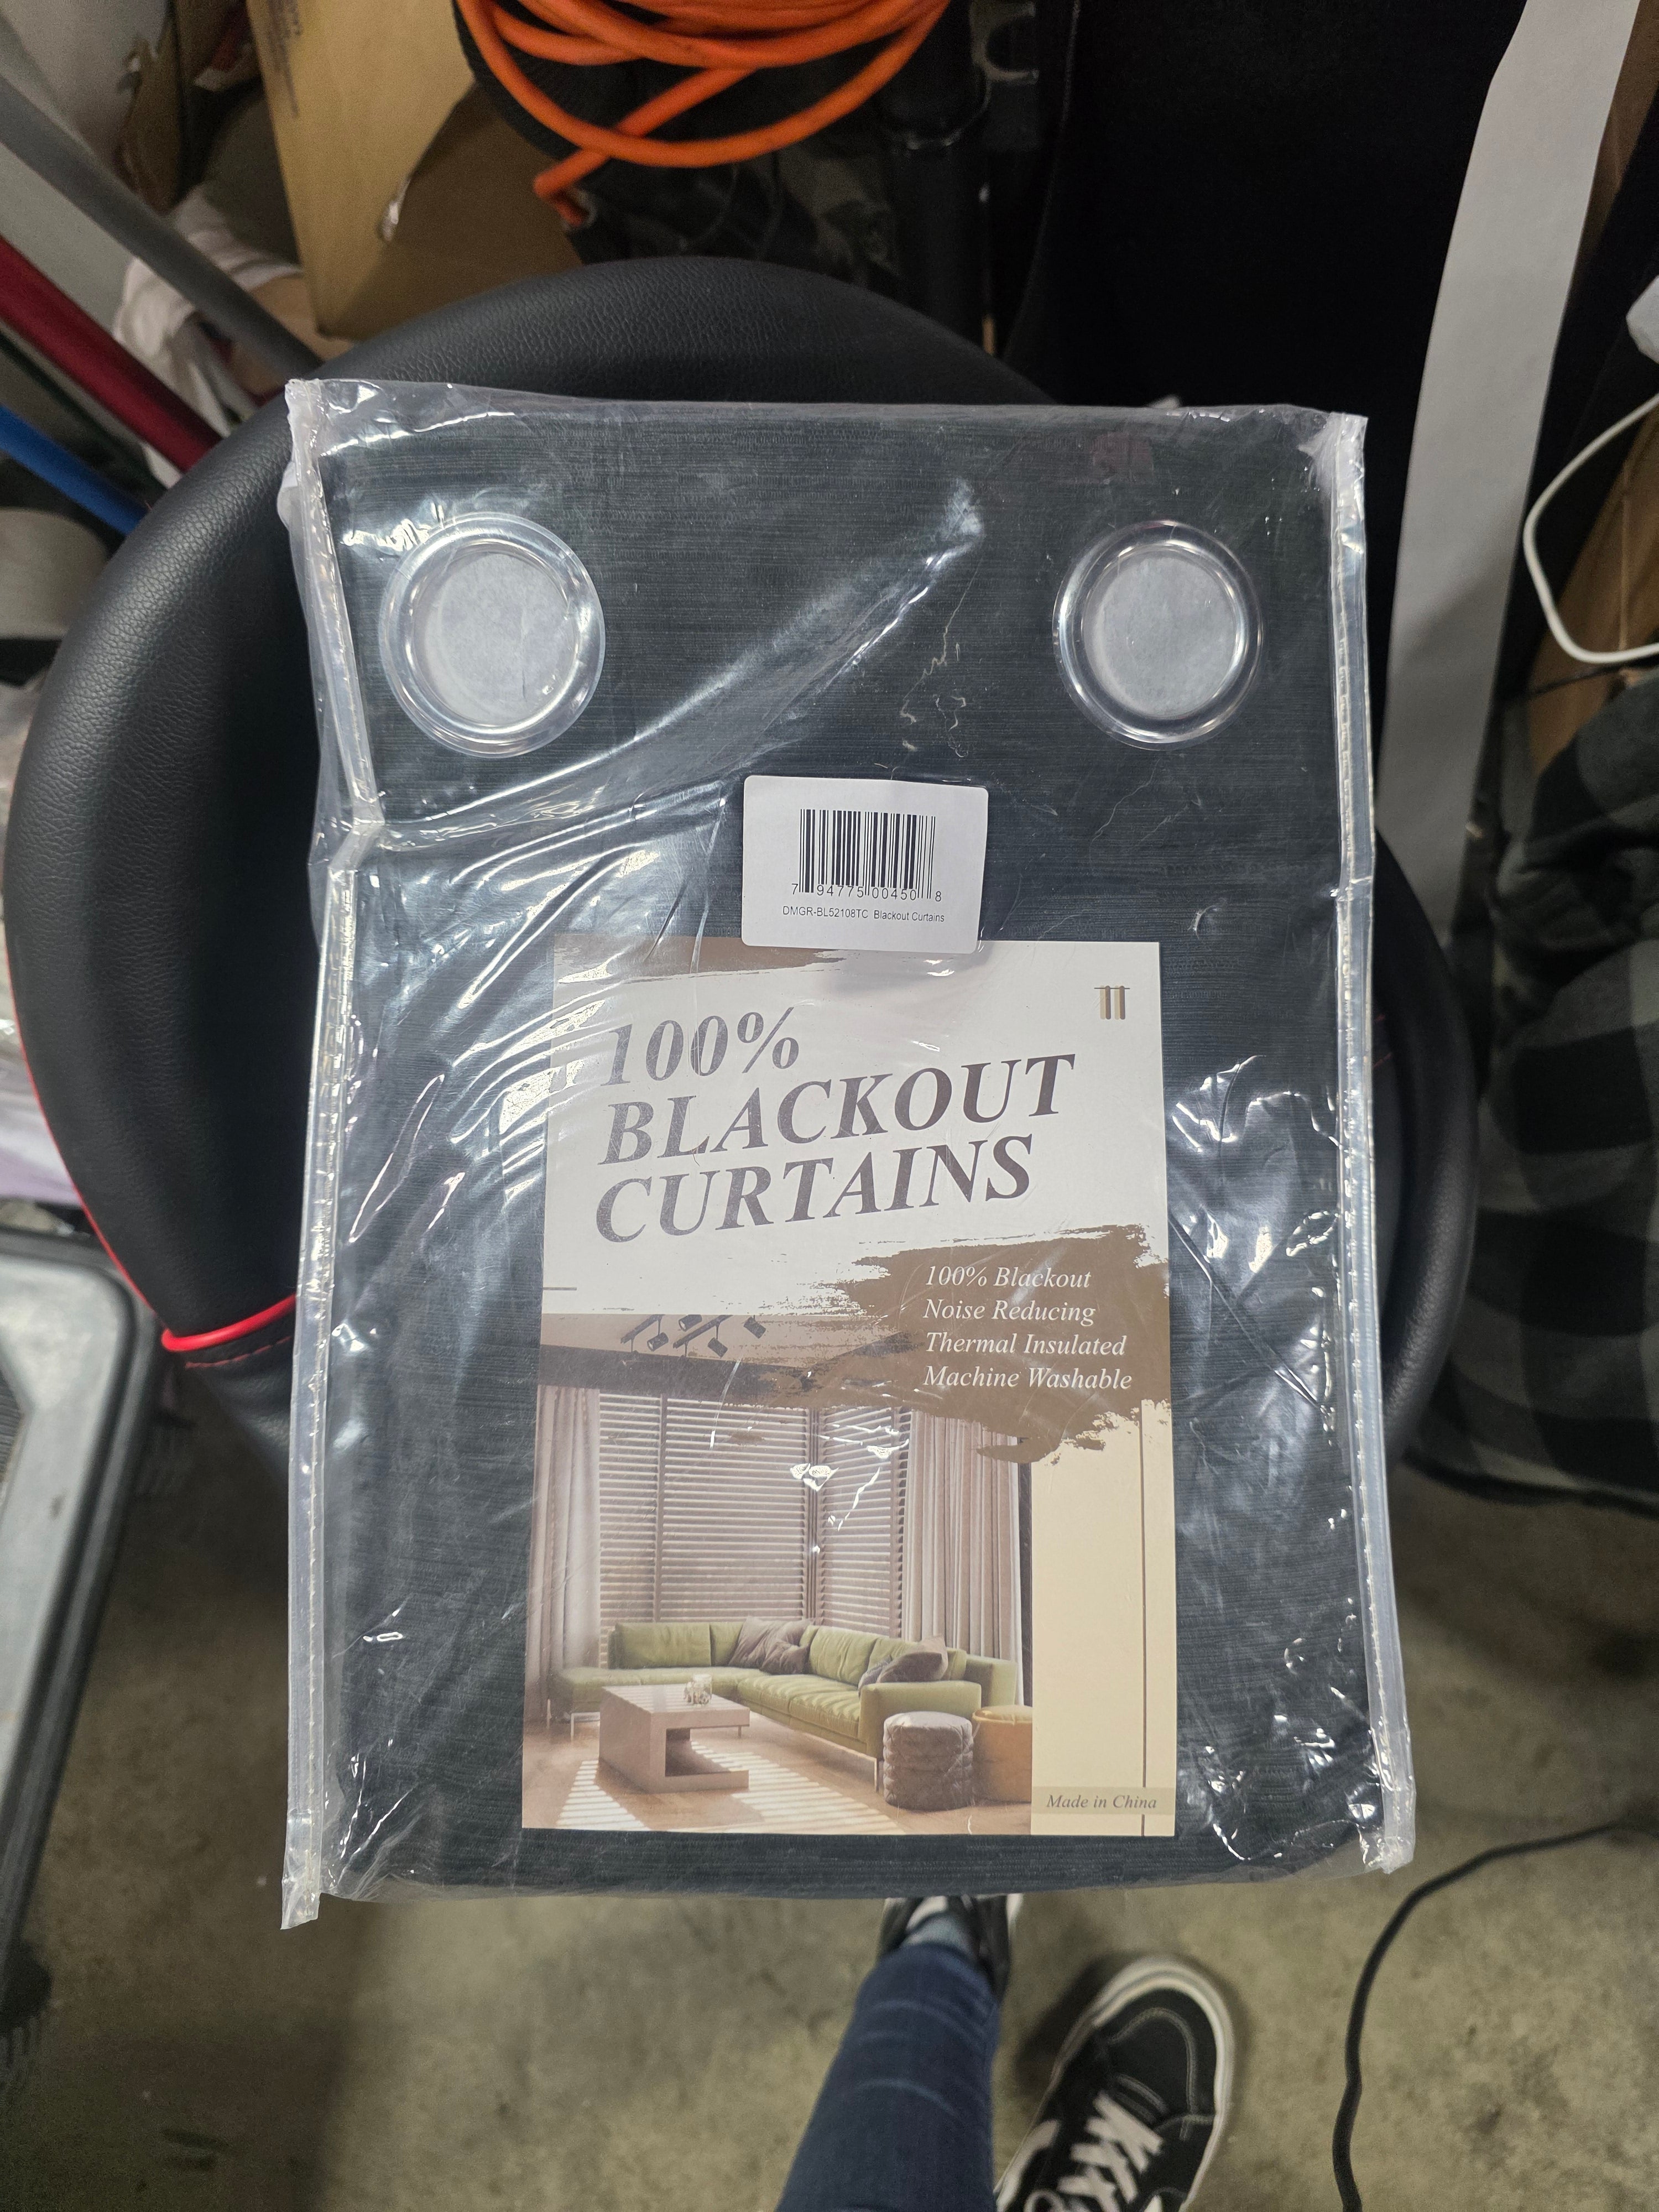 7 94775 00450 8
DMGR-BL52108TC Blackout Curtains
100%
BLACKOUT
CURTAINS
100% Blackout
Noise Reducing
Thermal Insulated
Machine Washable
Made in China